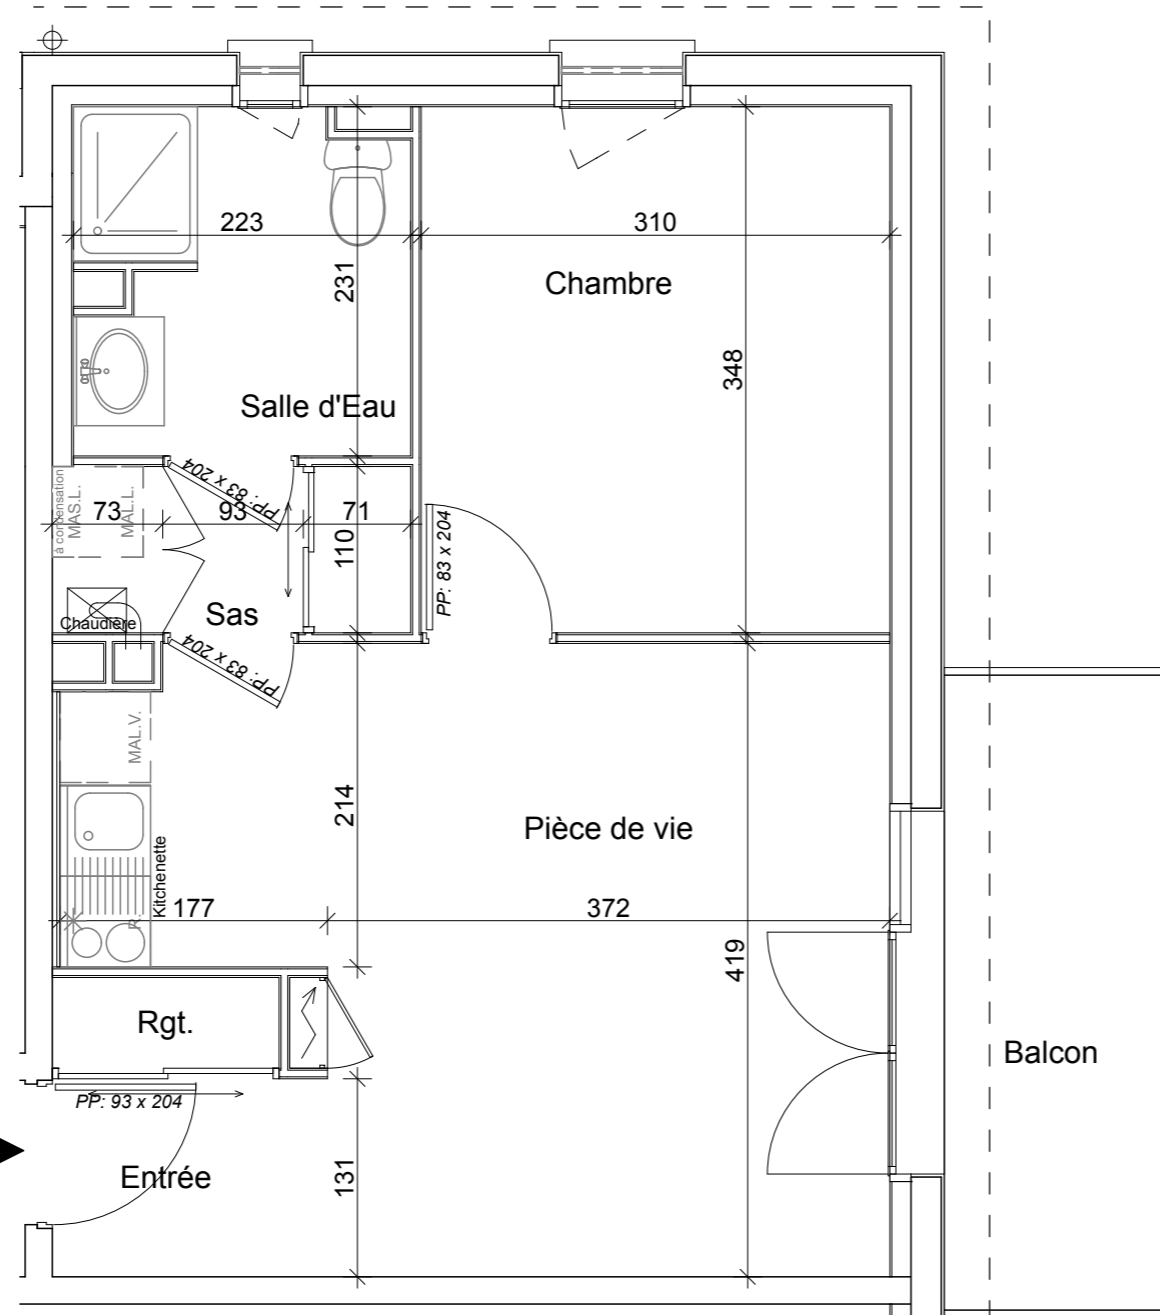 223
310
231
Chambre
348
Salle d'Eau
PP: 83 x 204
à condensation
MAS.L.
MAL.L.
73
93
71
110
PP: 83 x 204
Sas
Chaudière
PP: 83 x 204
MAL.V.
214
Pièce de vie
Kitchenette
R.
177
372
419
Rgt.
Balcon
PP: 93 x 204
Entrée
131